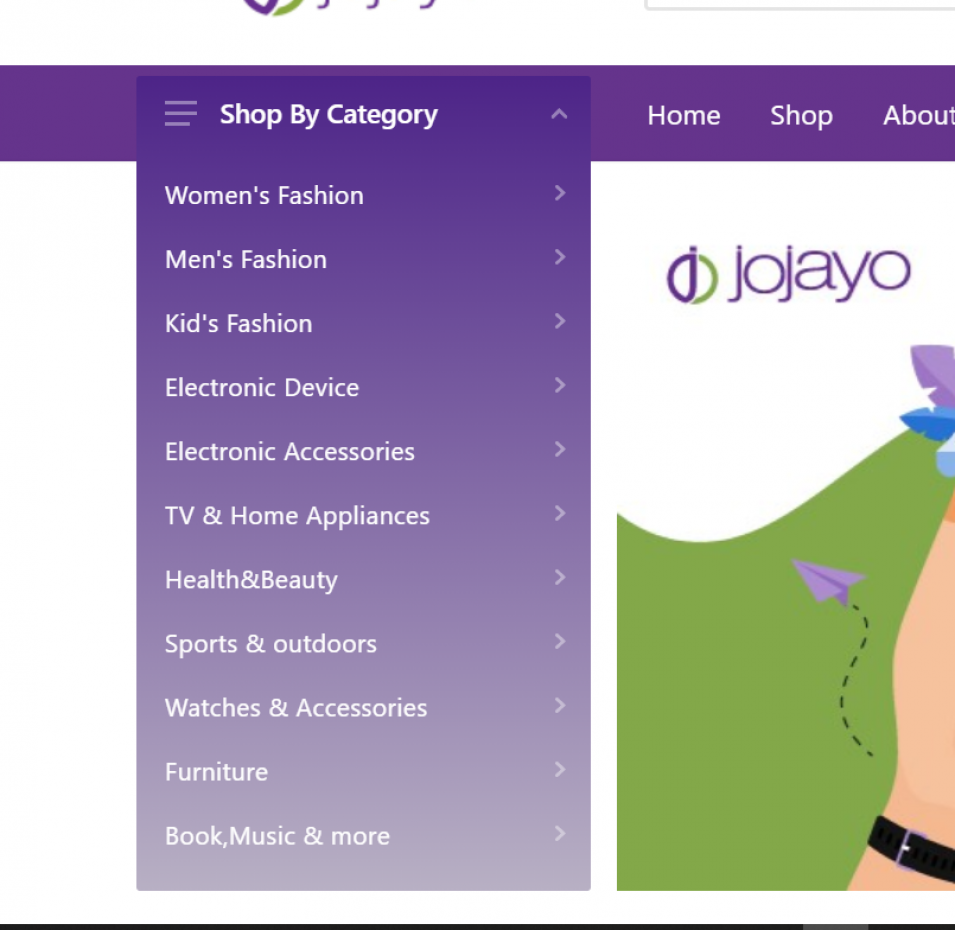 jojayo
Shop By Category
Home Shop About
Women's Fashion
Men's Fashion
jojayo
Kid's Fashion
Electronic Device
Electronic Accessories
TV & Home Appliances
Health&Beauty
Sports & outdoors
Watches & Accessories
Furniture
Book,Music & more